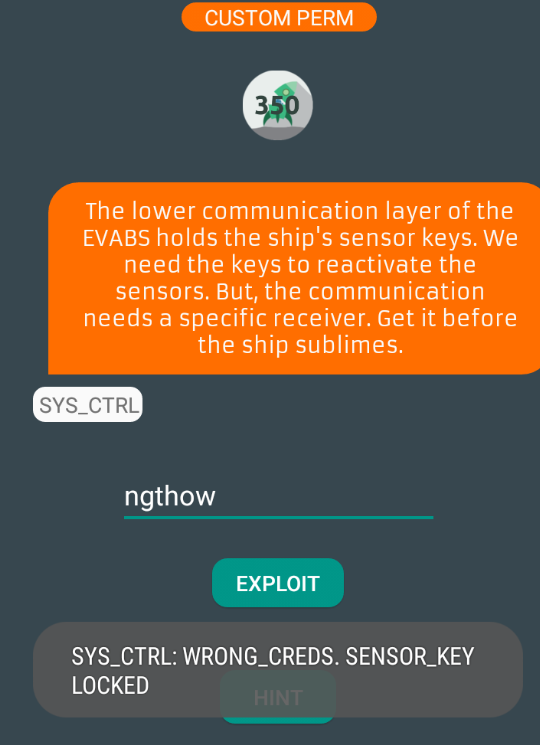 CUSTOM PERM
350
The lower communication layer of the
EVABS holds the ship's sensor keys. We
need the keys to reactivate the
sensors. But, the communication
needs a specific receiver. Get it before
the ship sublimes.
SYS_CTRL
ngthow
EXPLOIT
SYS_CTRL: WRONG_CREDS. SENSOR_KEY
LOCKED
HINT